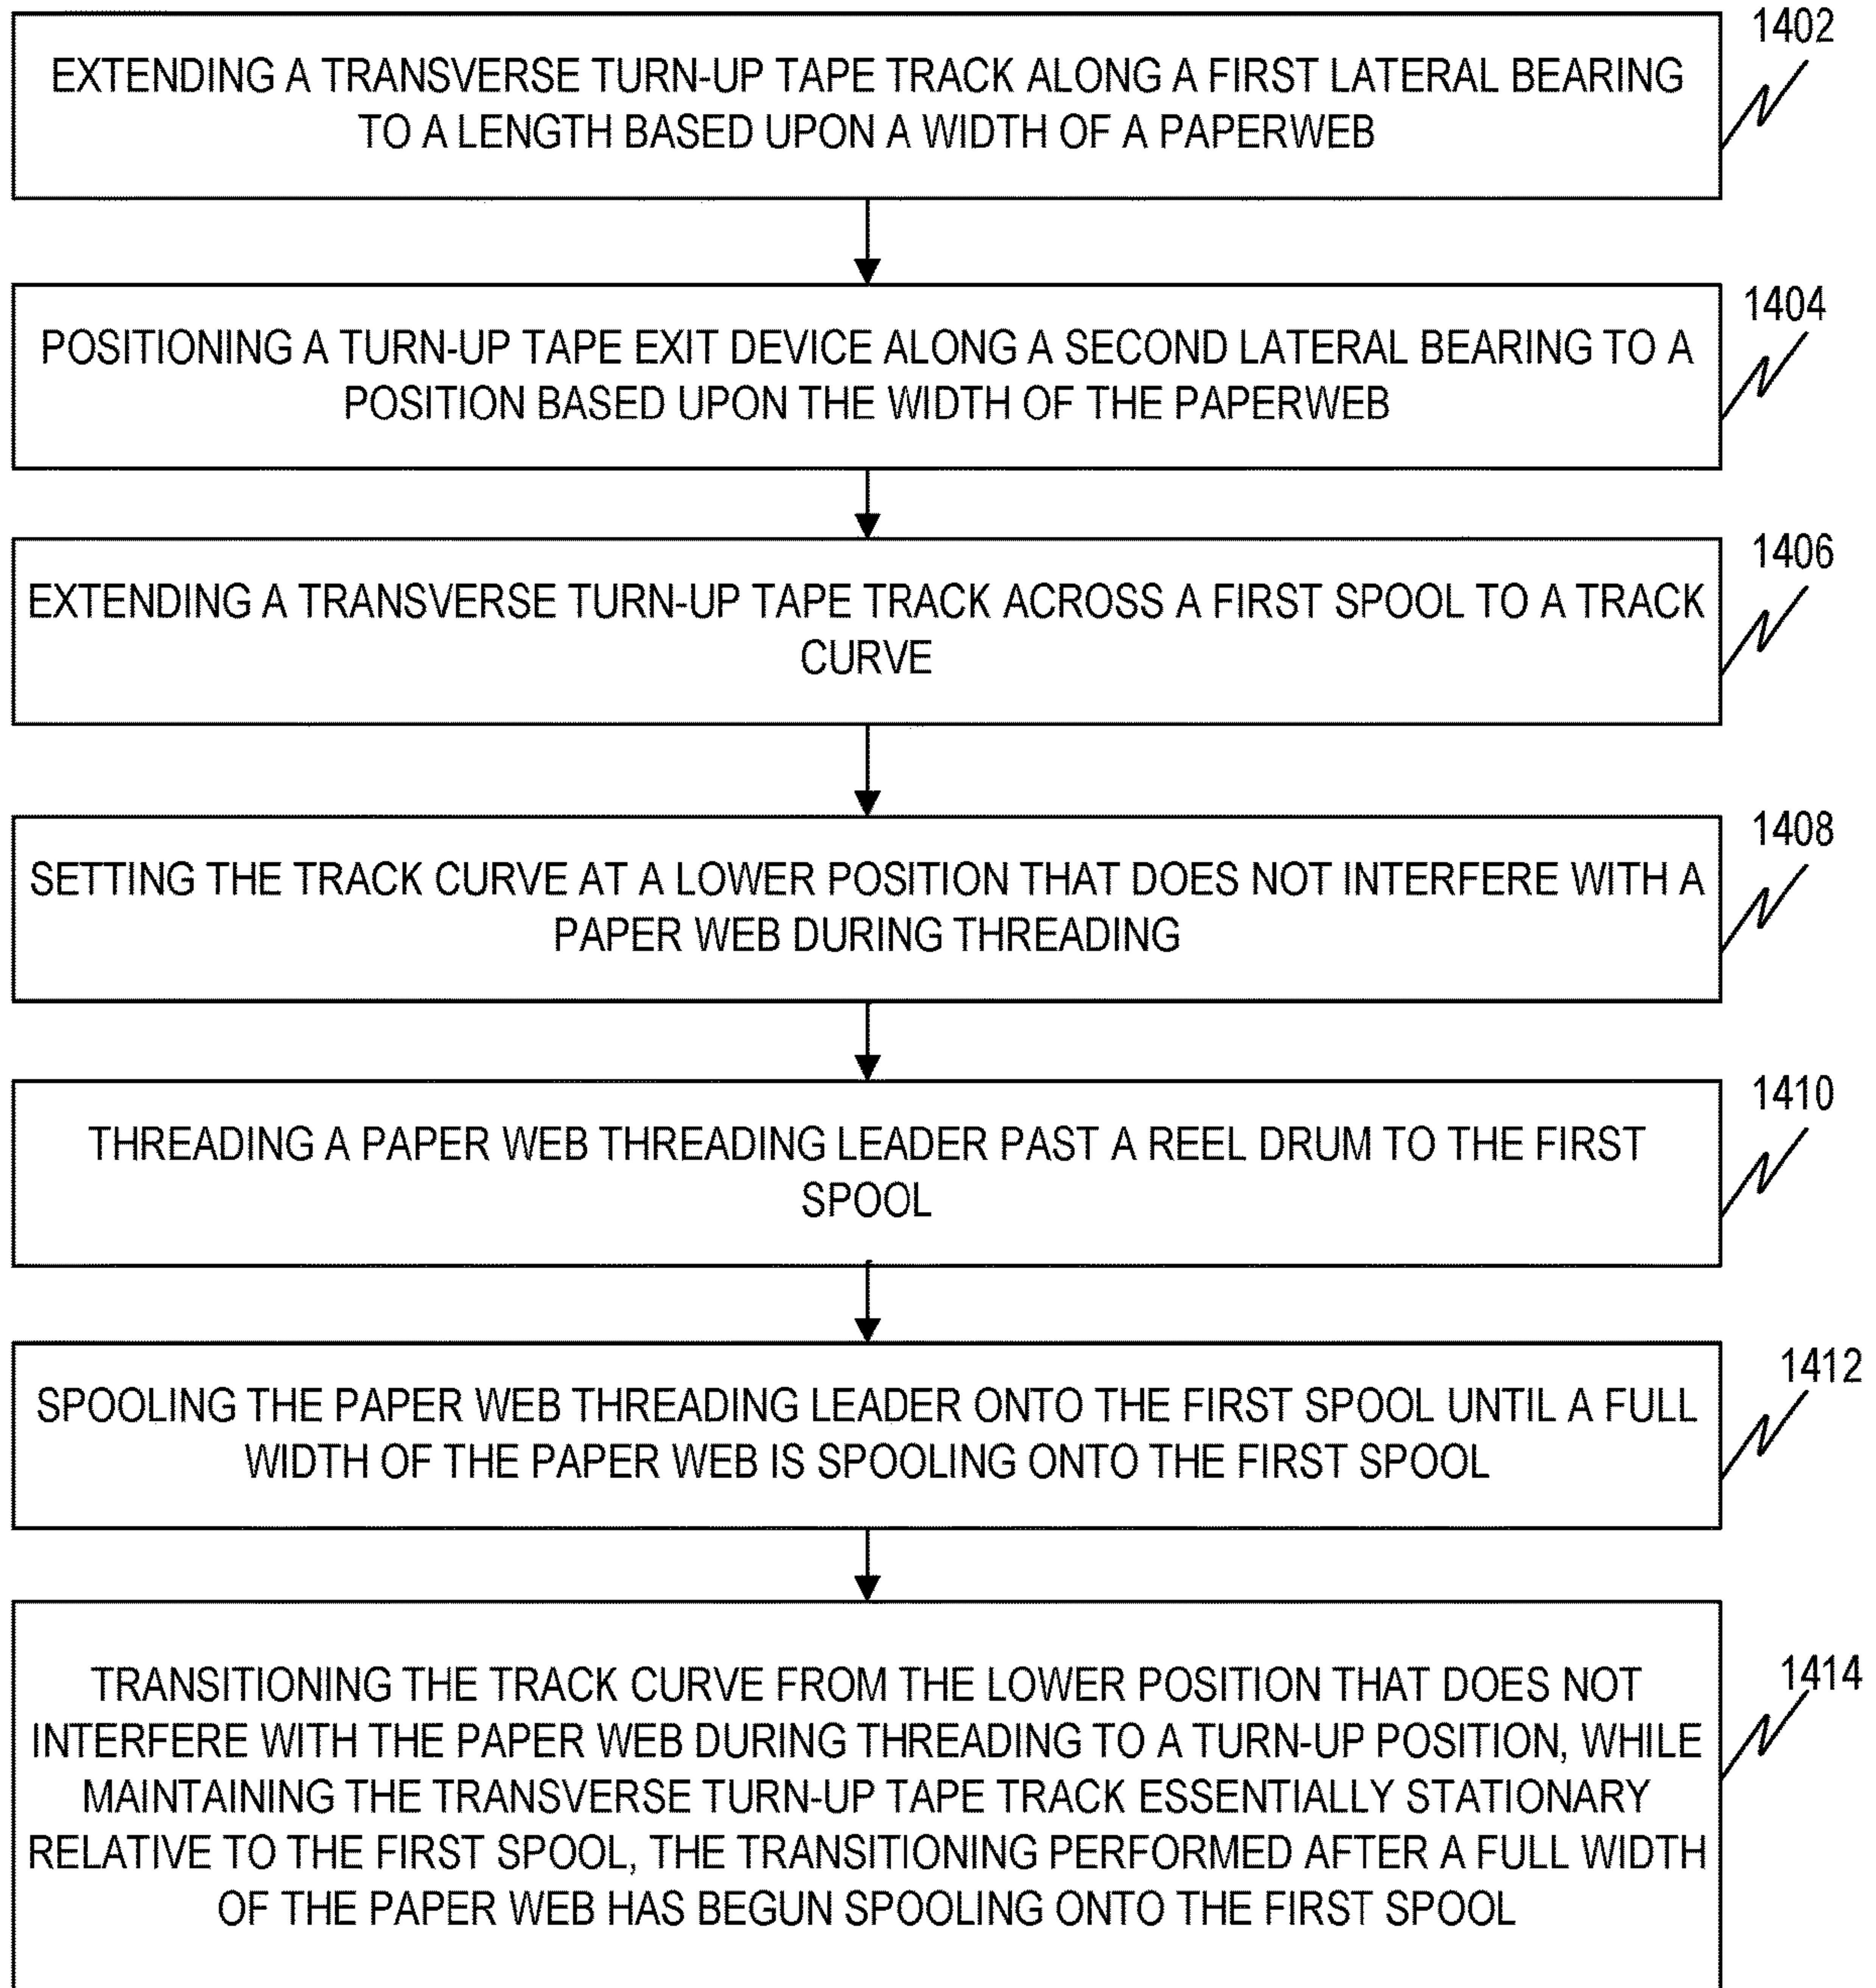 1402
EXTENDING A TRANSVERSE TURN-UP TAPE TRACK ALONG A FIRST LATERAL BEARING
TO A LENGTH BASED UPON A WIDTH OF A PAPERWEB
1404
POSITIONING A TURN-UP TAPE EXIT DEVICE ALONG A SECOND LATERAL BEARING TO A
POSITION BASED UPON THE WIDTH OF THE PAPERWEB
1406
EXTENDING A TRANSVERSE TURN-UP TAPE TRACK ACROSS A FIRST SPOOL TO A TRACK
CURVE
1408
SETTING THE TRACK CURVE AT A LOWER POSITION THAT DOES NOT INTERFERE WITH A
PAPER WEB DURING THREADING
1410
THREADING A PAPER WEB THREADING LEADER PAST A REEL DRUM TO THE FIRST
SPOOL
1412
SPOOLING THE PAPER WEB THREADING LEADER ONTO THE FIRST SPOOL UNTIL A FULL
WIDTH OF THE PAPER WEB IS SPOOLING ONTO THE FIRST SPOOL
1414
TRANSITIONING THE TRACK CURVE FROM THE LOWER POSITION THAT DOES NOT
INTERFERE WITH THE PAPER WEB DURING THREADING TO A TURN-UP POSITION, WHILE
MAINTAINING THE TRANSVERSE TURN-UP TAPE TRACK ESSENTIALLY STATIONARY
RELATIVE TO THE FIRST SPOOL, THE TRANSITIONING PERFORMED AFTER A FULL WIDTH
OF THE PAPER WEB HAS BEGUN SPOOLING ONTO THE FIRST SPOOL